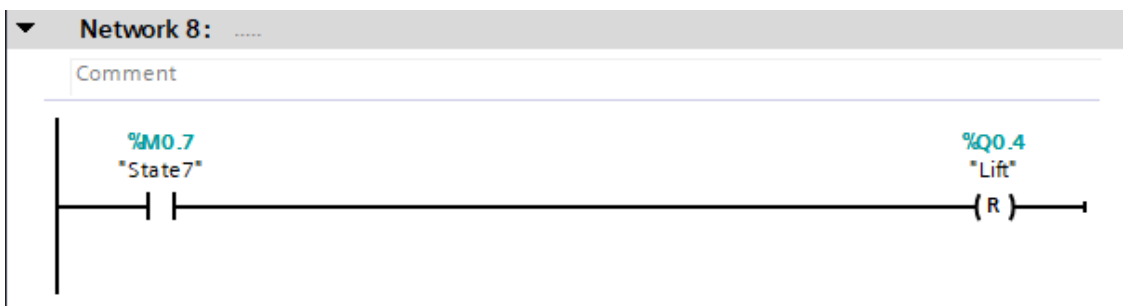 Network 8: .....
Comment
%M0.7 %Q0.4
"State7" "Lift"
R